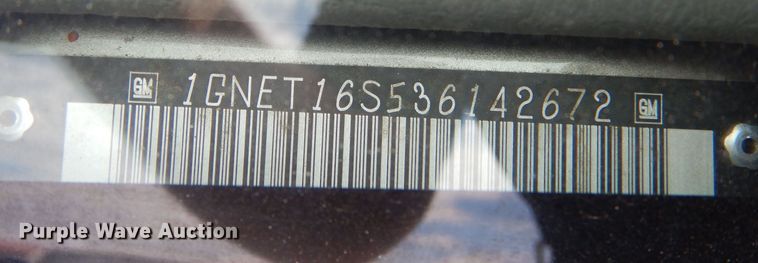 GM 1GNET16S536142672 GM
Purple Wave Auction